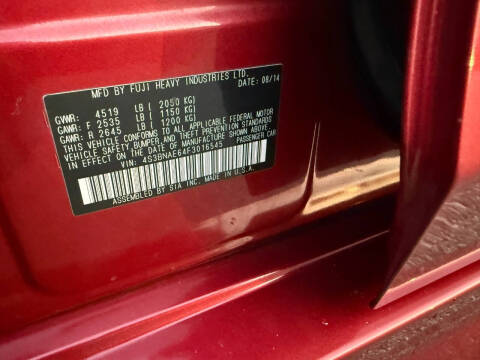 MFD BY FUJI HEAVY INDUSTRIES LTD.
DATE: 08/14
GVWR: 4519 LB ( 2050 KG)
GAWR: F 2535 LB ( 1150 KG)
GAWR: R 2645 LB ( 1200 KG)
THIS VEHICLE CONFORMS TO ALL APPLICABLE FEDERAL MOTOR
VEHICLE SAFETY, BUMPER, AND THEFT PREVENTION STANDARDS
IN EFFECT ON THE DATE OF MANUFACTURE SHOWN ABOVE.
VIN: 4S3BNAE64F3016545 PASSENGER CAR
ASSEMBLED BY SIA INC. MADE IN U.S.A.